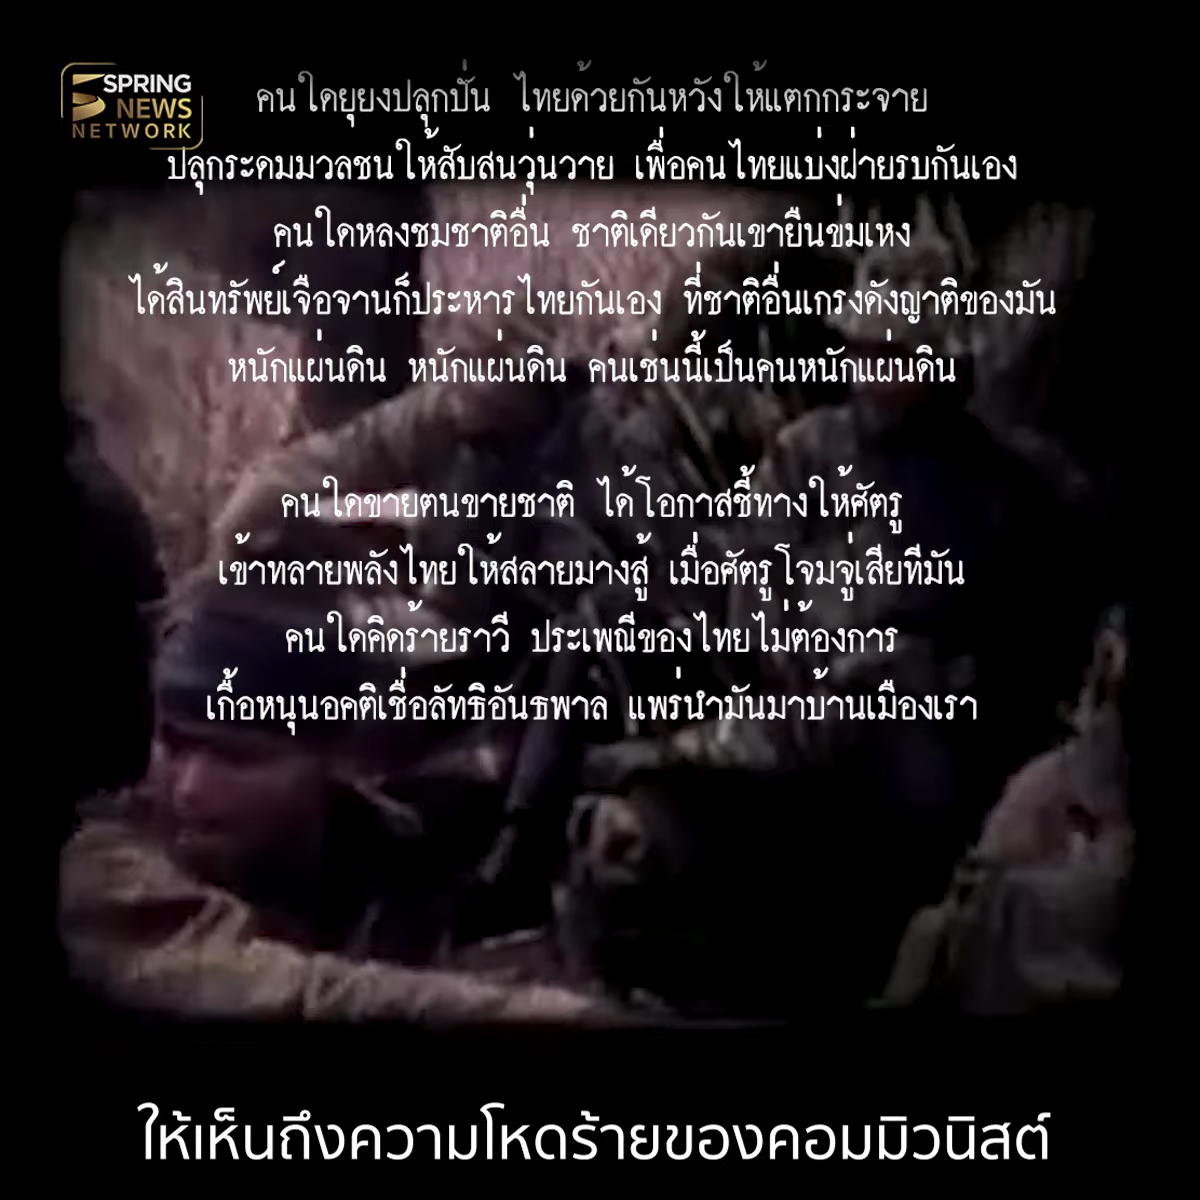 SPRING
NEWS
NETWORK
คนใดยุยงปลุกปั่น ไทยด้วยกันหวังให้แตกกระจาย
ปลุกระดมมวลชนให้สับสนวุ่นวาย เพื่อคนไทยแบ่งฝ่ายรบกันเอง
คนใดหลงชมชาติอื่น ชาติเดียวกันเขายืนข่มเหง
ได้สินทรัพย์เจือจานก็ประหารไทยกันเอง ที่ชาติอื่นเกรงดังญาติของมัน
หนักแผ่นดิน หนักแผ่นดิน คนเช่นนี้เป็นคนหนักแผ่นดิน
คนใดขายตนขายชาติ ได้โอกาสชี้ทางให้ศัตรู
เข้าทลายพลังไทยให้สลายมางสู้ เมื่อศัตรูโจมจู่เสียทีมัน
คนใดคิดร้ายราวี ประเพณีของไทยไม่ต้องการ
เกื้อหนุนอคติเชื่อลัทธิอันธพาล แพร่นำมันมาบ้านเมืองเรา
ให้เห็นถึงความโหดร้ายของคอมมิวนิสต์